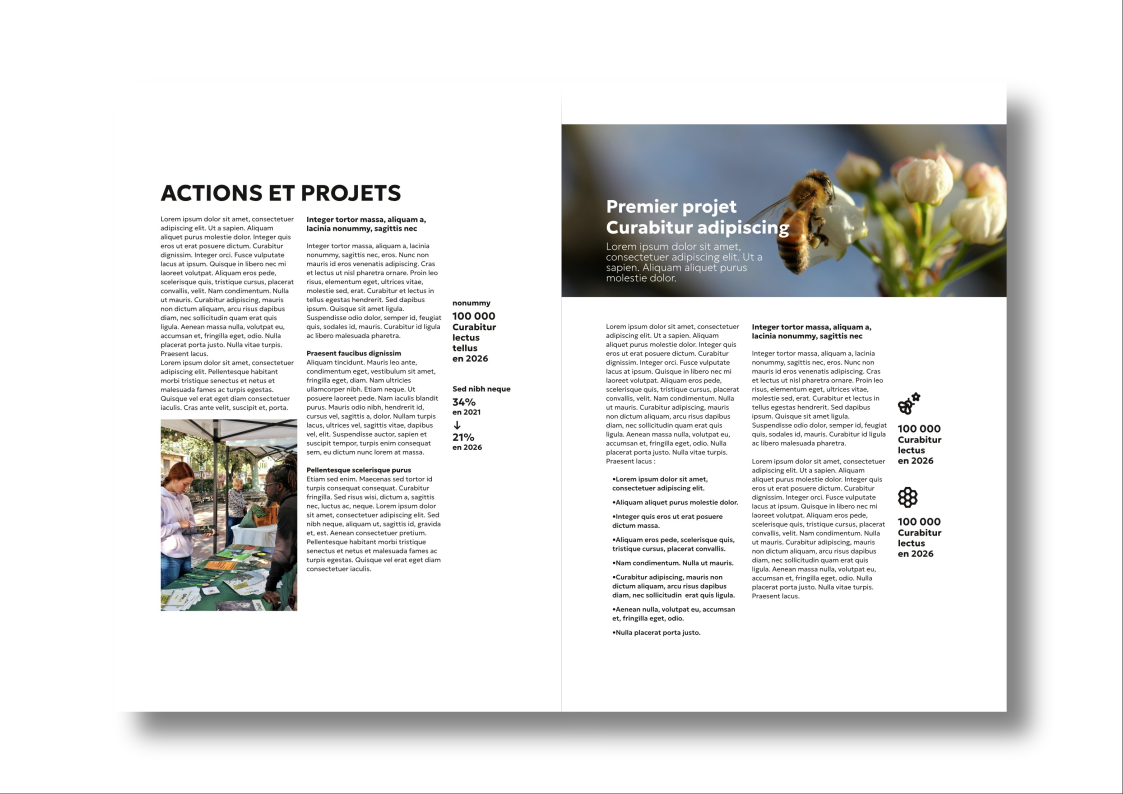 ACTIONS ET PROJETS
Lorem ipsum dolor sit amet, consectetuer
adipiscing elit. Ut a sapien. Aliquam
aliquet purus molestie dolor. Integer quis
eros ut erat posuere dictum. Curabitur
dignissim. Integer orci. Fusce vulputate
lacus at ipsum. Quisque in libero nec mi
laoreet volutpat. Aliquam eros pede,
scelerisque quis, tristique cursus, placerat
convallis, velit. Nam condimentum. Nulla
ut mauris. Curabitur adipiscing, mauris
non dictum aliquam, arcu risus dapibus
diam, nec sollicitudin quam erat quis
ligula. Aenean massa nulla, volutpat eu,
accumsan et, fringilla eget, odio. Nulla
placerat porta justo. Nulla vitae turpis.
Praesent lacus.
Lorem ipsum dolor sit amet, consectetuer
adipiscing elit. Pellentesque habitant
morbi tristique senectus et netus et
malesuada fames ac turpis egestas.
Quisque vel erat eget diam consectetuer
iaculis. Cras ante velit, suscipit et, porta.
Integer tortor massa, aliquam a,
lacinia nonummy, sagittis nec
Integer tortor massa, aliquam a, lacinia
nonummy, sagittis nec, eros. Nunc non
mauris id eros venenatis adipiscing. Cras
et lectus ut nisl pharetra ornare. Proin leo
risus, elementum eget, ultrices vitae,
molestie sed, erat. Curabitur et lectus in
tellus egestas hendrerit. Sed dapibus
ipsum. Quisque sit amet ligula.
Suspendisse odio dolor, semper id, feugiat
quis, sodales id, mauris. Curabitur id ligula
ac libero malesuada pharetra.
Praesent faucibus dignissim
Aliquam tincidunt. Mauris leo ante,
condimentum eget, vestibulum sit amet,
fringilla eget, diam. Nam ultricies
ullamcorper nibh. Etiam neque. Ut
posuere laoreet pede. Nam iaculis blandit
purus. Mauris odio nibh, hendrerit id,
cursus vel, sagittis a, dolor. Nullam turpis
lacus, ultrices vel, sagittis vitae, dapibus
vel, elit. Suspendisse auctor, sapien et
suscipit tempor, turpis enim consequat
sem, eu dictum nunc lorem at massa.
Pellentesque scelerisque purus
Etiam sed enim. Maecenas sed tortor id
turpis consequat consequat. Curabitur
fringilla. Sed risus wisi, dictum a, sagittis
nec, luctus ac, neque. Lorem ipsum dolor
sit amet, consectetuer adipiscing elit. Sed
nibh neque, aliquam ut, sagittis id, gravida
et, est. Aenean consectetuer pretium.
Pellentesque habitant morbi tristique
senectus et netus et malesuada fames ac
turpis egestas. Quisque vel erat eget diam
consectetuer iaculis.
nonummy
100 000
Curabitur
lectus
tellus
en 2026
Sed nibh neque
34%
en 2021
↓
21%
en 2026
Premier projet
Curabitur adipiscing
Lorem ipsum dolor sit amet,
consectetuer adipiscing elit. Ut a
sapien. Aliquam aliquet purus
molestie dolor.
Lorem ipsum dolor sit amet, consectetuer
adipiscing elit. Ut a sapien. Aliquam
aliquet purus molestie dolor. Integer quis
eros ut erat posuere dictum. Curabitur
dignissim. Integer orci. Fusce vulputate
lacus at ipsum. Quisque in libero nec mi
laoreet volutpat. Aliquam eros pede,
scelerisque quis, tristique cursus, placerat
convallis, velit. Nam condimentum. Nulla
ut mauris. Curabitur adipiscing, mauris
non dictum aliquam, arcu risus dapibus
diam, nec sollicitudin quam erat quis
ligula. Aenean massa nulla, volutpat eu,
accumsan et, fringilla eget, odio. Nulla
placerat porta justo. Nulla vitae turpis.
Praesent lacus :
•Lorem ipsum dolor sit amet,
consectetuer adipiscing elit.
•Aliquam aliquet purus molestie dolor.
•Integer quis eros ut erat posuere
dictum massa.
•Aliquam eros pede, scelerisque quis,
tristique cursus, placerat convallis.
•Nam condimentum. Nulla ut mauris.
•Curabitur adipiscing, mauris non
dictum aliquam, arcu risus dapibus
diam, nec sollicitudin  erat quis ligula.
•Aenean nulla, volutpat eu, accumsan
et, fringilla eget, odio.
•Nulla placerat porta justo.
Integer tortor massa, aliquam a,
lacinia nonummy, sagittis nec
Integer tortor massa, aliquam a, lacinia
nonummy, sagittis nec, eros. Nunc non
mauris id eros venenatis adipiscing. Cras
et lectus ut nisl pharetra ornare. Proin leo
risus, elementum eget, ultrices vitae,
molestie sed, erat. Curabitur et lectus in
tellus egestas hendrerit. Sed dapibus
ipsum. Quisque sit amet ligula.
Suspendisse odio dolor, semper id, feugiat
quis, sodales id, mauris. Curabitur id ligula
ac libero malesuada pharetra.
Lorem ipsum dolor sit amet, consectetuer
adipiscing elit. Ut a sapien. Aliquam
aliquet purus molestie dolor. Integer quis
eros ut erat posuere dictum. Curabitur
dignissim. Integer orci. Fusce vulputate
lacus at ipsum. Quisque in libero nec mi
laoreet volutpat. Aliquam eros pede,
scelerisque quis, tristique cursus, placerat
convallis, velit. Nam condimentum. Nulla
ut mauris. Curabitur adipiscing, mauris
non dictum aliquam, arcu risus dapibus
diam, nec sollicitudin quam erat quis
ligula. Aenean massa nulla, volutpat eu,
accumsan et, fringilla eget, odio. Nulla
placerat porta justo. Nulla vitae turpis.
Praesent lacus.
100 000
Curabitur
lectus
en 2026
100 000
Curabitur
lectus
en 2026